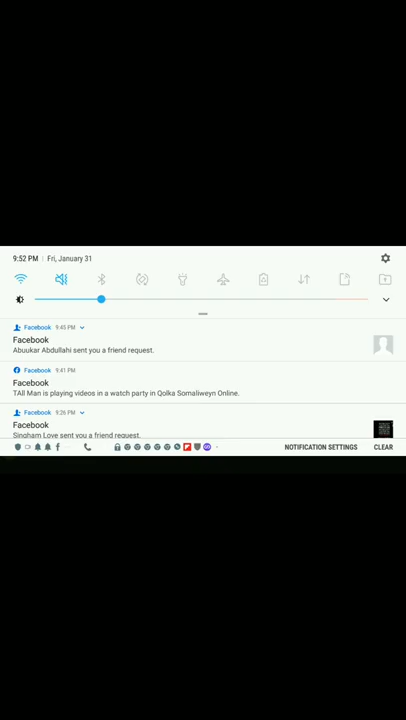 9:52 PM | Fri, January 31
Facebook 9:45 PM
Facebook
Abuukar Abdullahi sent you a friend request.
Facebook 9:41 PM
Facebook
TAll Man is playing videos in a watch party in Qolka Somaliweyn Online.
Facebook 9:26 PM
Facebook
Singham Love sent you a friend request.
NOTIFICATION SETTINGS CLEAR